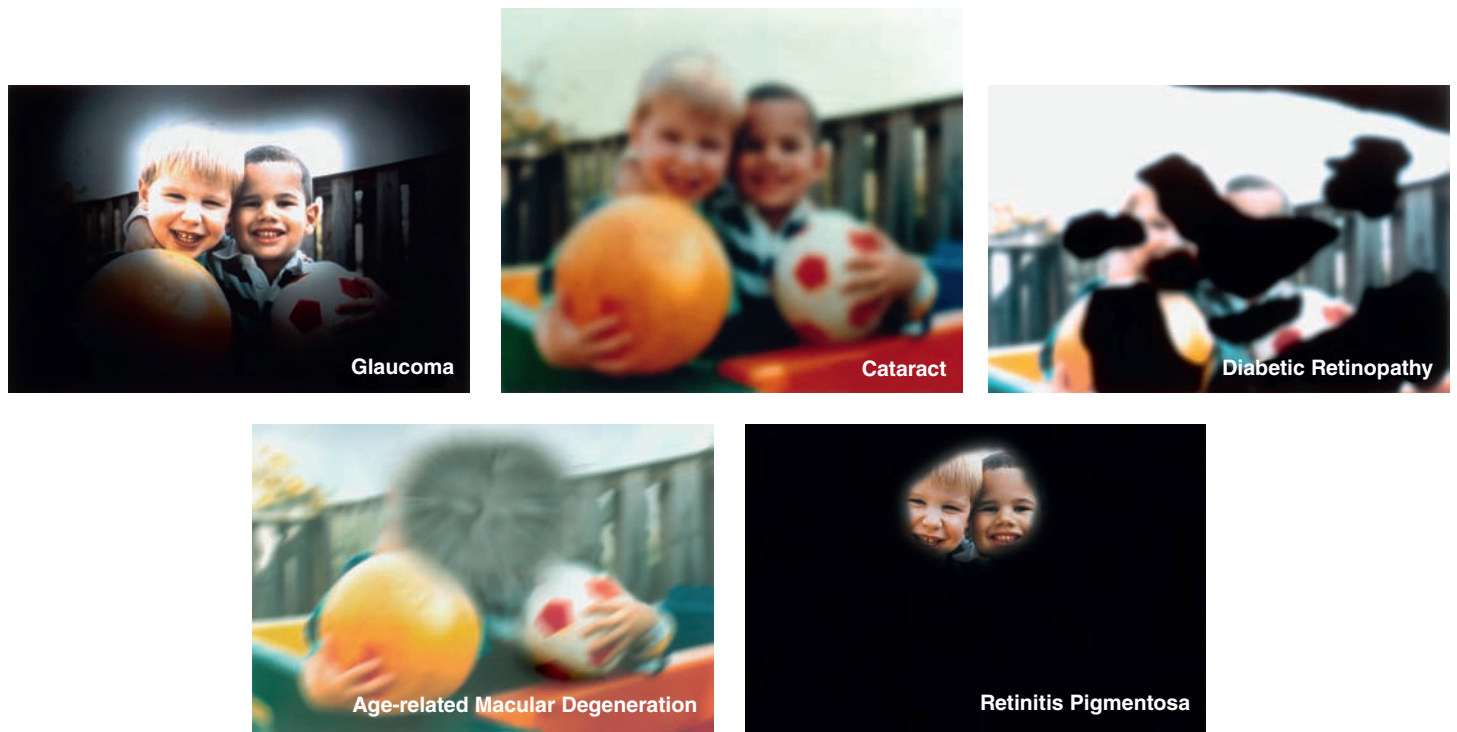 Glaucoma
Cataract
Diabetic Retinopathy
Age-related Macular Degeneration
Retinitis Pigmentosa